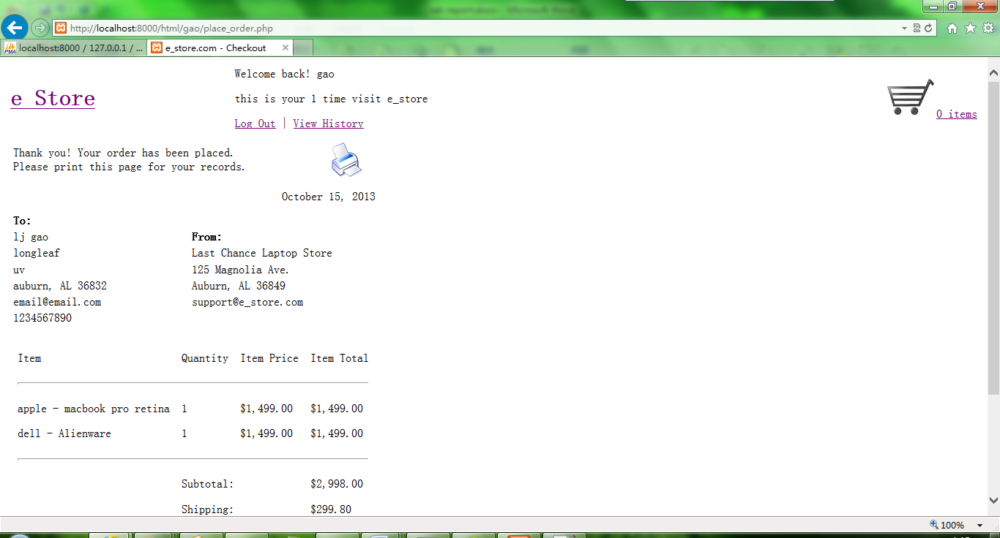 http://localhost:8000/html/gao/place_order.php
PMA localhost:8000 / 127.0.0.1 / ...
e_store.com - Checkout
Welcome back! gao
e Store
this is your 1 time visit e_store
0 items
Log Out | View History
Thank you! Your order has been placed.
Please print this page for your records.
October 15, 2013
To:
lj gao
From:
longleaf
Last Chance Laptop Store
uv
125 Magnolia Ave.
auburn, AL 36832
Auburn, AL 36849
email@email.com
support@e_store.com
1234567890
Item Quantity Item Price Item Total
apple - macbook pro retina 1 $1,499.00 $1,499.00
dell - Alienware 1 $1,499.00 $1,499.00
Subtotal: $2,998.00
Shipping: $299.80
100%